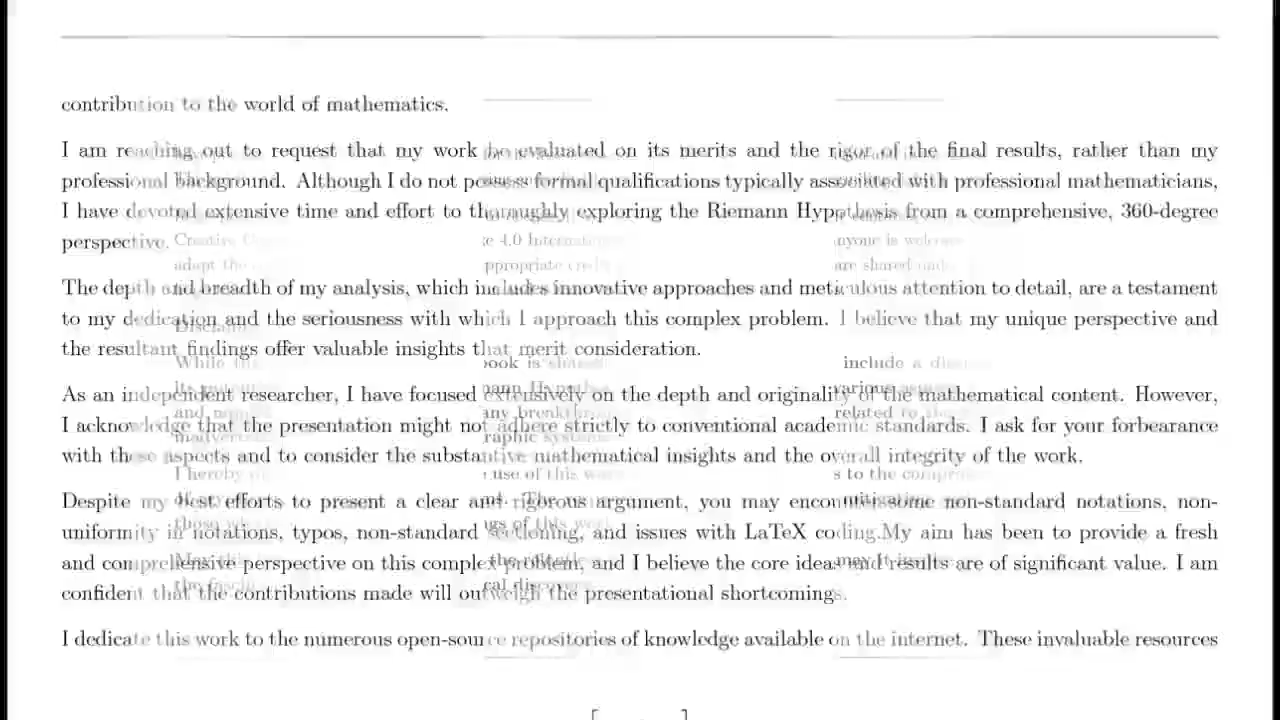 contribution to the world of mathematics.
I am reaching out to request that my work be evaluated on its merits and the rigor of the final results, rather than my
professional background. Although I do not possess formal qualifications typically associated with professional mathematicians,
I have devoted extensive time and effort to thoroughly exploring the Riemann Hypothesis from a comprehensive, 360-degree
perspective.
The depth and breadth of my analysis, which includes innovative approaches and meticulous attention to detail, are a testament
to my dedication and the seriousness with which I approach this complex problem. I believe that my unique perspective and
the resultant findings offer valuable insights that merit consideration.
As an independent researcher, I have focused extensively on the depth and originality of the mathematical content. However,
I acknowledge that the presentation might not adhere strictly to conventional academic standards. I ask for your forbearance
with these aspects and to consider the substantive mathematical insights and the overall integrity of the work.
Despite my best efforts to present a clear and rigorous argument, you may encounter some non-standard notations, non-
uniformity in notations, typos, non-standard sectioning, and issues with LaTeX coding.My aim has been to provide a fresh
and comprehensive perspective on this complex problem, and I believe the core ideas and results are of significant value. I am
confident that the contributions made will outweigh the presentational shortcomings.
I dedicate this work to the numerous open-source repositories of knowledge available on the internet. These invaluable resources